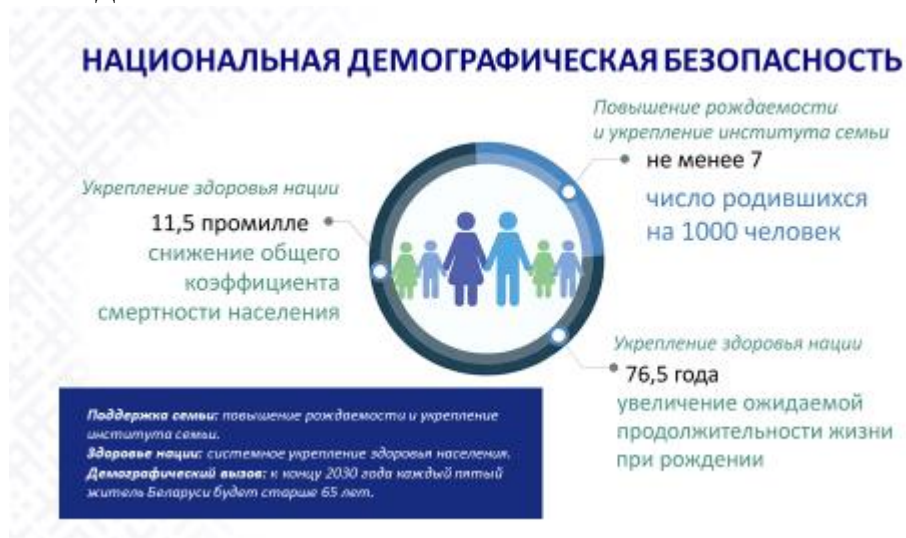 НАЦИОНАЛЬНАЯ ДЕМОГРАФИЧЕСКАЯ БЕЗОПАСНОСТЬ
Повышение рождаемости
и укрепление института семьи
не менее 7
число родившихся
на 1000 человек
Укрепление здоровья нации
11,5 промилле
снижение общего
коэффициента
смертности населения
Укрепление здоровья нации
76,5 года
увеличение ожидаемой
продолжительности жизни
при рождении
Поддержка семьи: повышение рождаемости и укрепление
института семьи.
Здоровье нации: системное укрепление здоровья населения.
Демографический вызов: к концу 2030 года каждый пятый
житель Беларуси будет старше 65 лет.